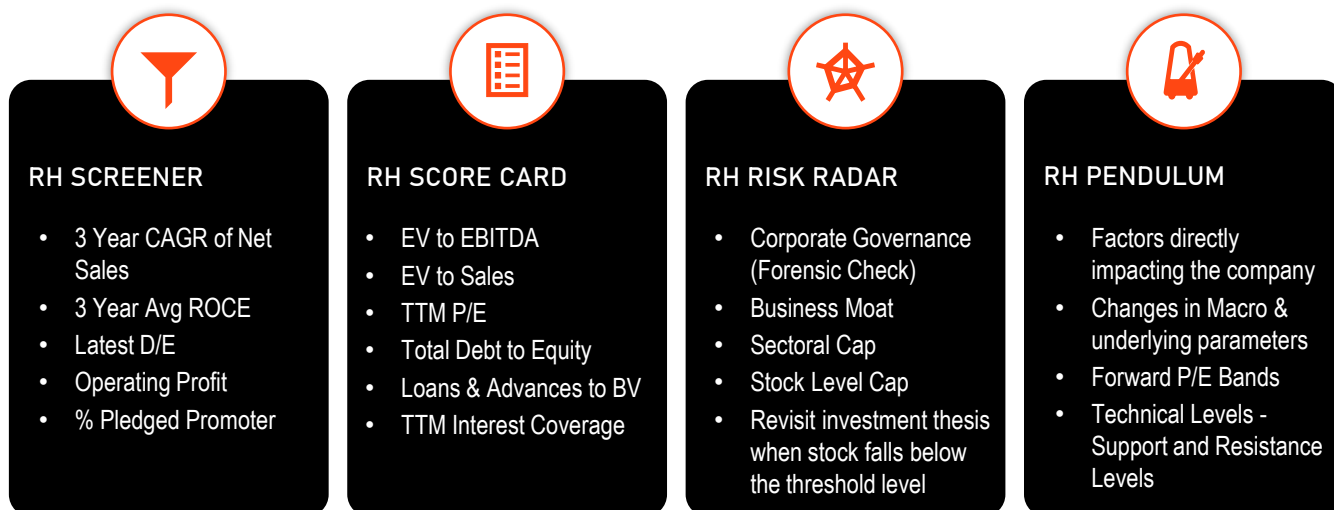 RH SCREENER
• 3 Year CAGR of Net
Sales
• 3 Year Avg ROCE
• Latest D/E
• Operating Profit
• % Pledged Promoter
RH SCORE CARD
• EV to EBITDA
• EV to Sales
• TTM P/E
• Total Debt to Equity
• Loans & Advances to BV
• TTM Interest Coverage
RH RISK RADAR
• Corporate Governance
(Forensic Check)
• Business Moat
• Sectoral Cap
• Stock Level Cap
• Revisit investment thesis
when stock falls below
the threshold level
RH PENDULUM
• Factors directly
impacting the company
• Changes in Macro &
underlying parameters
• Forward P/E Bands
• Technical Levels -
Support and Resistance
Levels